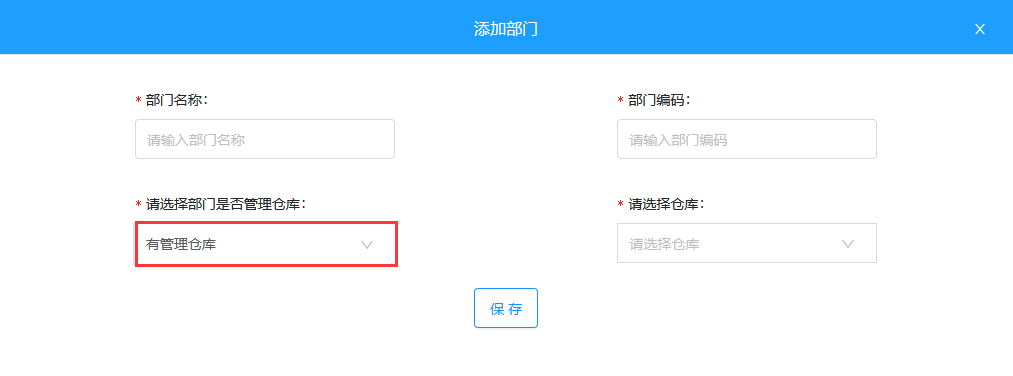 添加部门
* 部门名称:
* 部门编码:
请输入部门名称
请输入部门编码
* 请选择部门是否管理仓库:
* 请选择仓库:
有管理仓库
请选择仓库
保 存